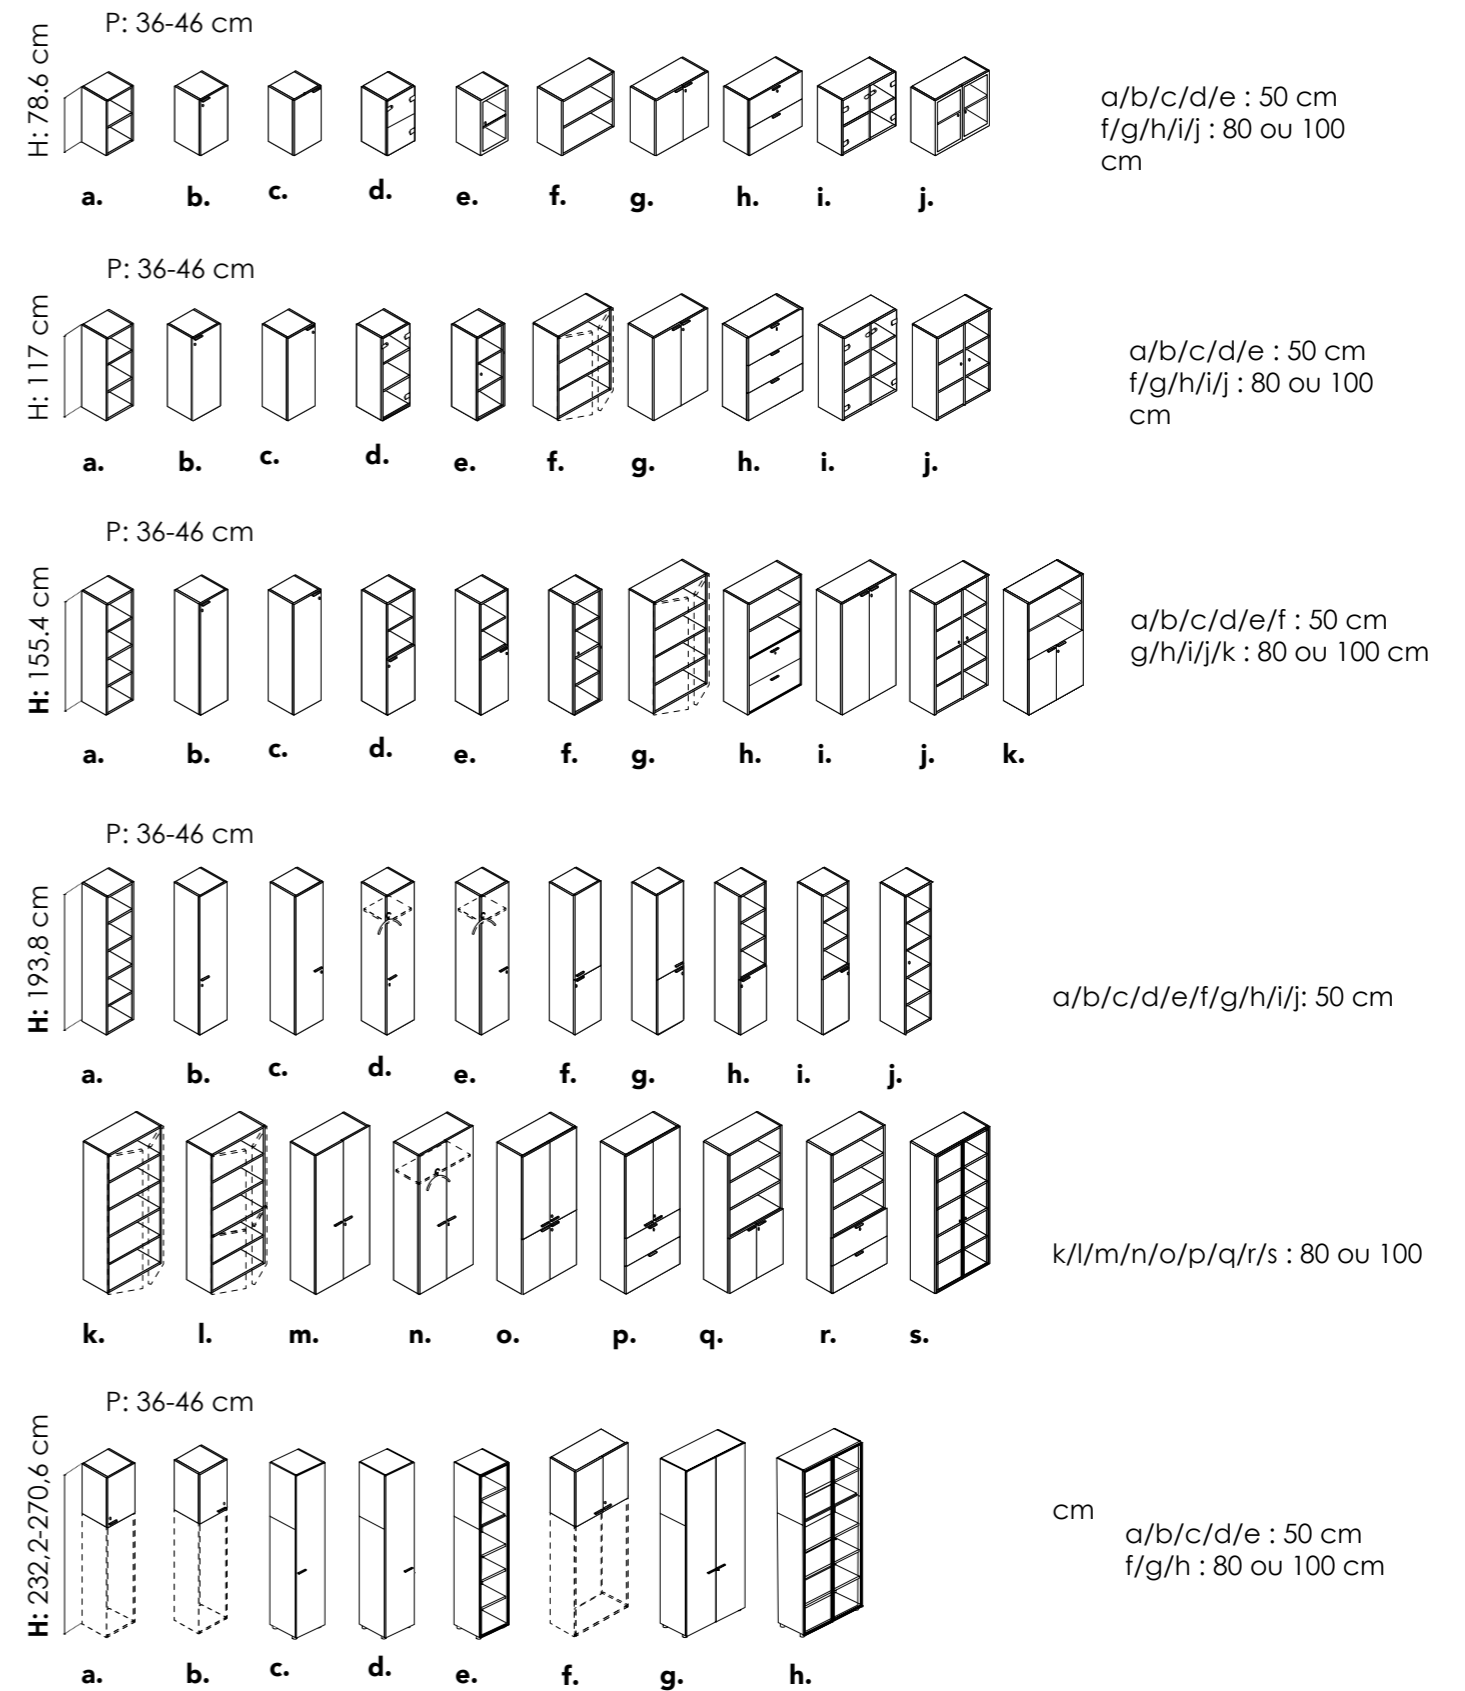 P: 36-46 cm
H: 78.6 cm
a/b/c/d/e : 50 cm
f/g/h/i/j : 80 ou 100
cm
a. b. c. d. e. f. g. h. i. j.
P: 36-46 cm
H: 117 cm
a/b/c/d/e : 50 cm
f/g/h/i/j : 80 ou 100
cm
a. b. c. d. e. f. g. h. i. j.
P: 36-46 cm
H: 155.4 cm
a/b/c/d/e/f : 50 cm
g/h/i/j/k : 80 ou 100 cm
a. b. c. d. e. f. g. h. i. j. k.
P: 36-46 cm
H: 193,8 cm
a/b/c/d/e/f/g/h/i/j: 50 cm
a. b. c. d. e. f. g. h. i. j.
k/l/m/n/o/p/q/r/s : 80 ou 100
k. l. m. n. o. p. q. r. s.
P: 36-46 cm
H: 232,2-270,6 cm
cm
a/b/c/d/e : 50 cm
f/g/h : 80 ou 100 cm
a. b. c. d. e. f. g. h.